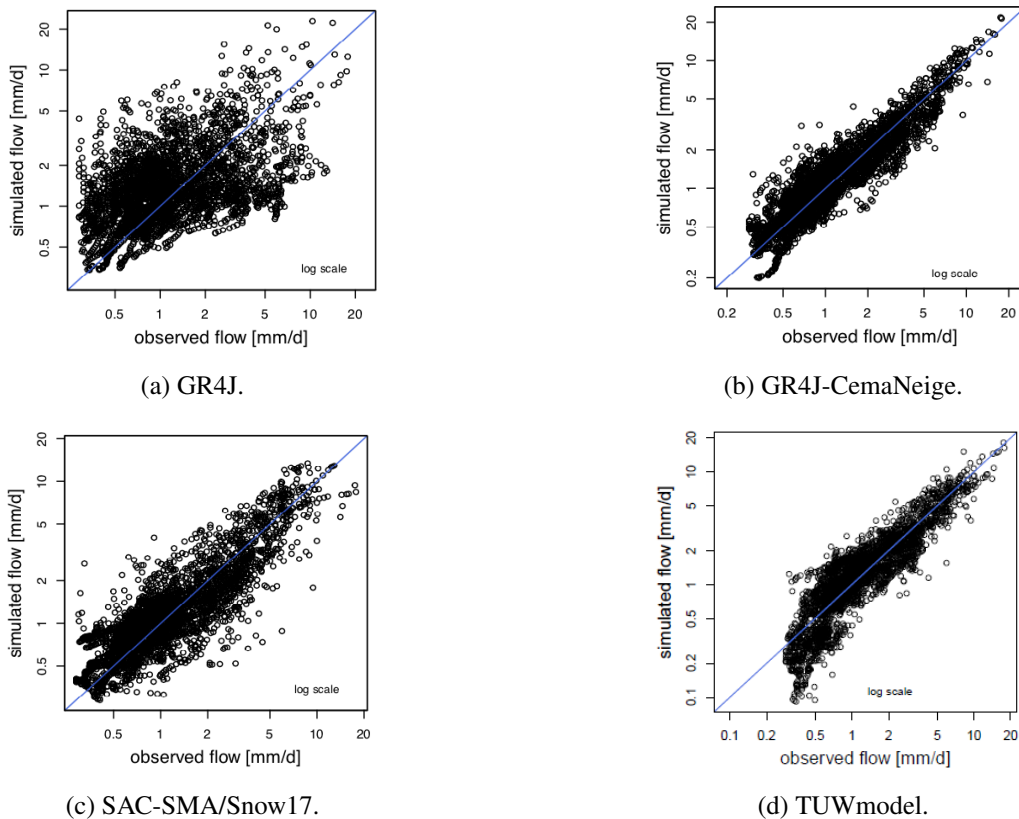 simulated flow [mm/d]
20
10
5
2
1
0.5
log scale
0.5 1 2 5 10 20
observed flow [mm/d]
(a) GR4J.
simulated flow [mm/d]
20
10
5
2
1
0.5
0.2
log scale
0.2 0.5 1 2 5 10 20
observed flow [mm/d]
(b) GR4J-CemaNeige.
simulated flow [mm/d]
20
10
5
2
1
0.5
log scale
0.5 1 2 5 10 20
observed flow [mm/d]
(c) SAC-SMA/Snow17.
simulated flow [mm/d]
20
10
5
2
1
0.5
0.2
0.1
log scale
0.1 0.2 0.5 1 2 5 10 20
observed flow [mm/d]
(d) TUWmodel.